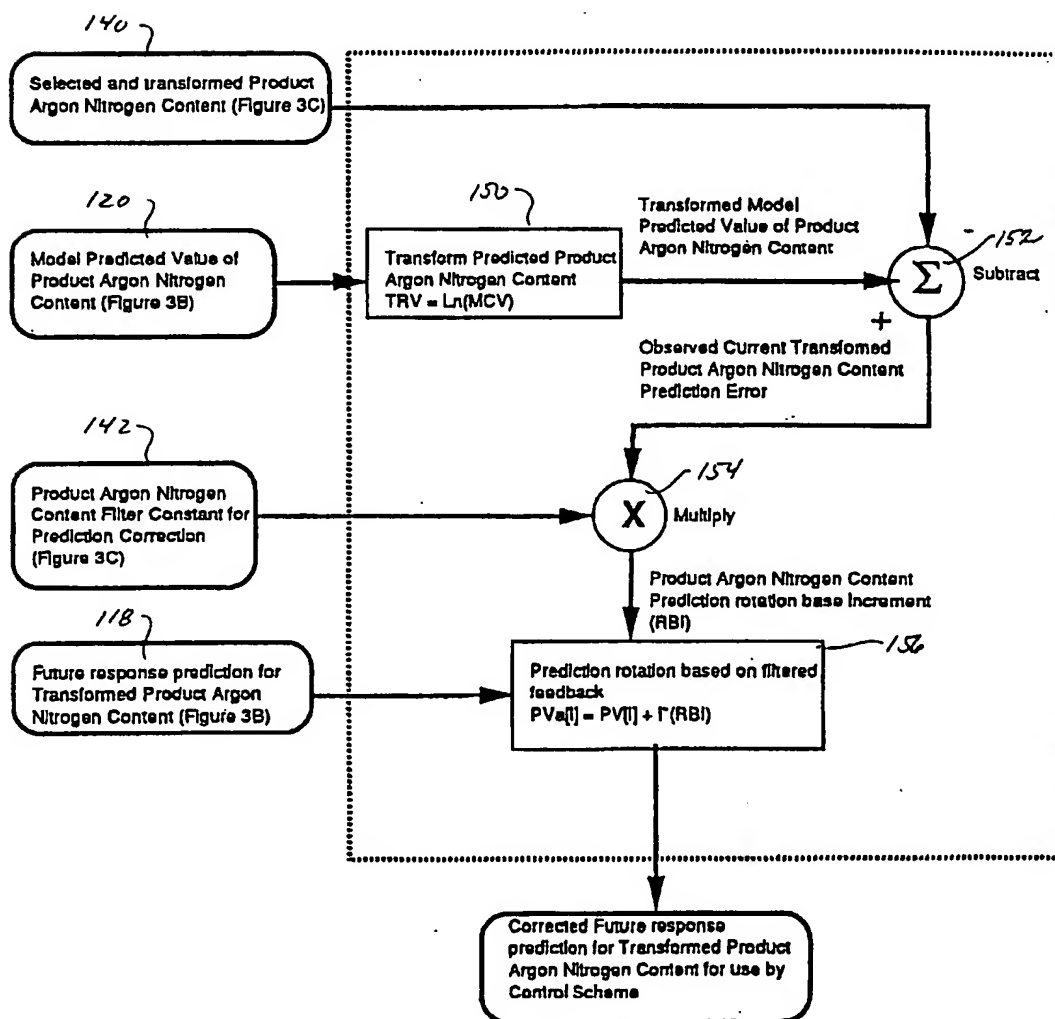 140
Selected and transformed Product
Argon Nitrogen Content (Figure 3C)
120
Model Predicted Value of
Product Argon Nitrogen
Content (Figure 3B)
150
Transform Predicted Product
Argon Nitrogen Content
TRV = Ln(MCV)
Transformed Model
Predicted Value of Product
Argon Nitrogen Content
-
152
Σ
Subtract
+
Observed Current Transfomed
Product Argon Nitrogen Content
Prediction Error
142
Product Argon Nitrogen
Content Filter Constant for
Prediction Correction
(Figure 3C)
154
X
Multiply
Product Argon Nitrogen Content
Prediction rotation base Increment
(RBI)
118
Future response prediction for
Transformed Product Argon
Nitrogen Content (Figure 3B)
156
Prediction rotation based on filtered
feedback
PVa[i] = PV[i] + i*(RBI)
Corrected Future response
prediction for Transformed Product
Argon Nitrogen Content for use by
Control Scheme